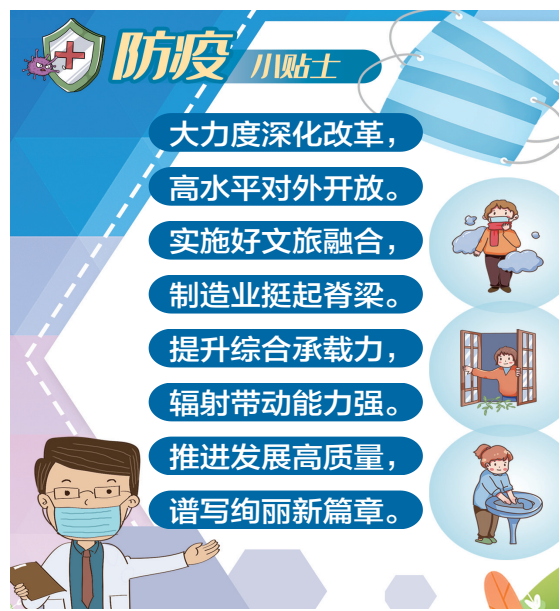 防疫 小贴士
大力度深化改革，
高水平对外开放。
实施好文旅融合，
制造业挺起脊梁。
提升综合承载力，
辐射带动能力强。
推进发展高质量，
谱写绚丽新篇章。